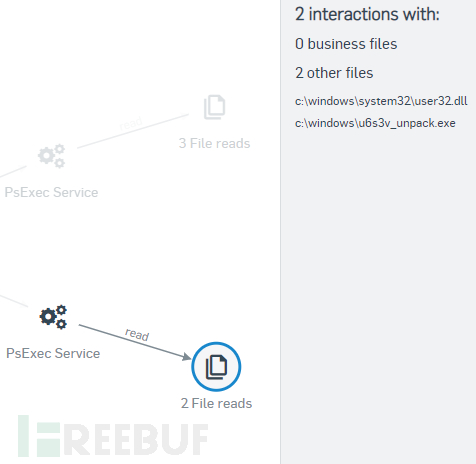 2 interactions with:
0 business files
2 other files
c:\windows\system32\user32.dll
c:\windows\u6s3v_unpack.exe
read
3 File reads
PsExec Service
read
PsExec Service
2 File reads
FREEBUF